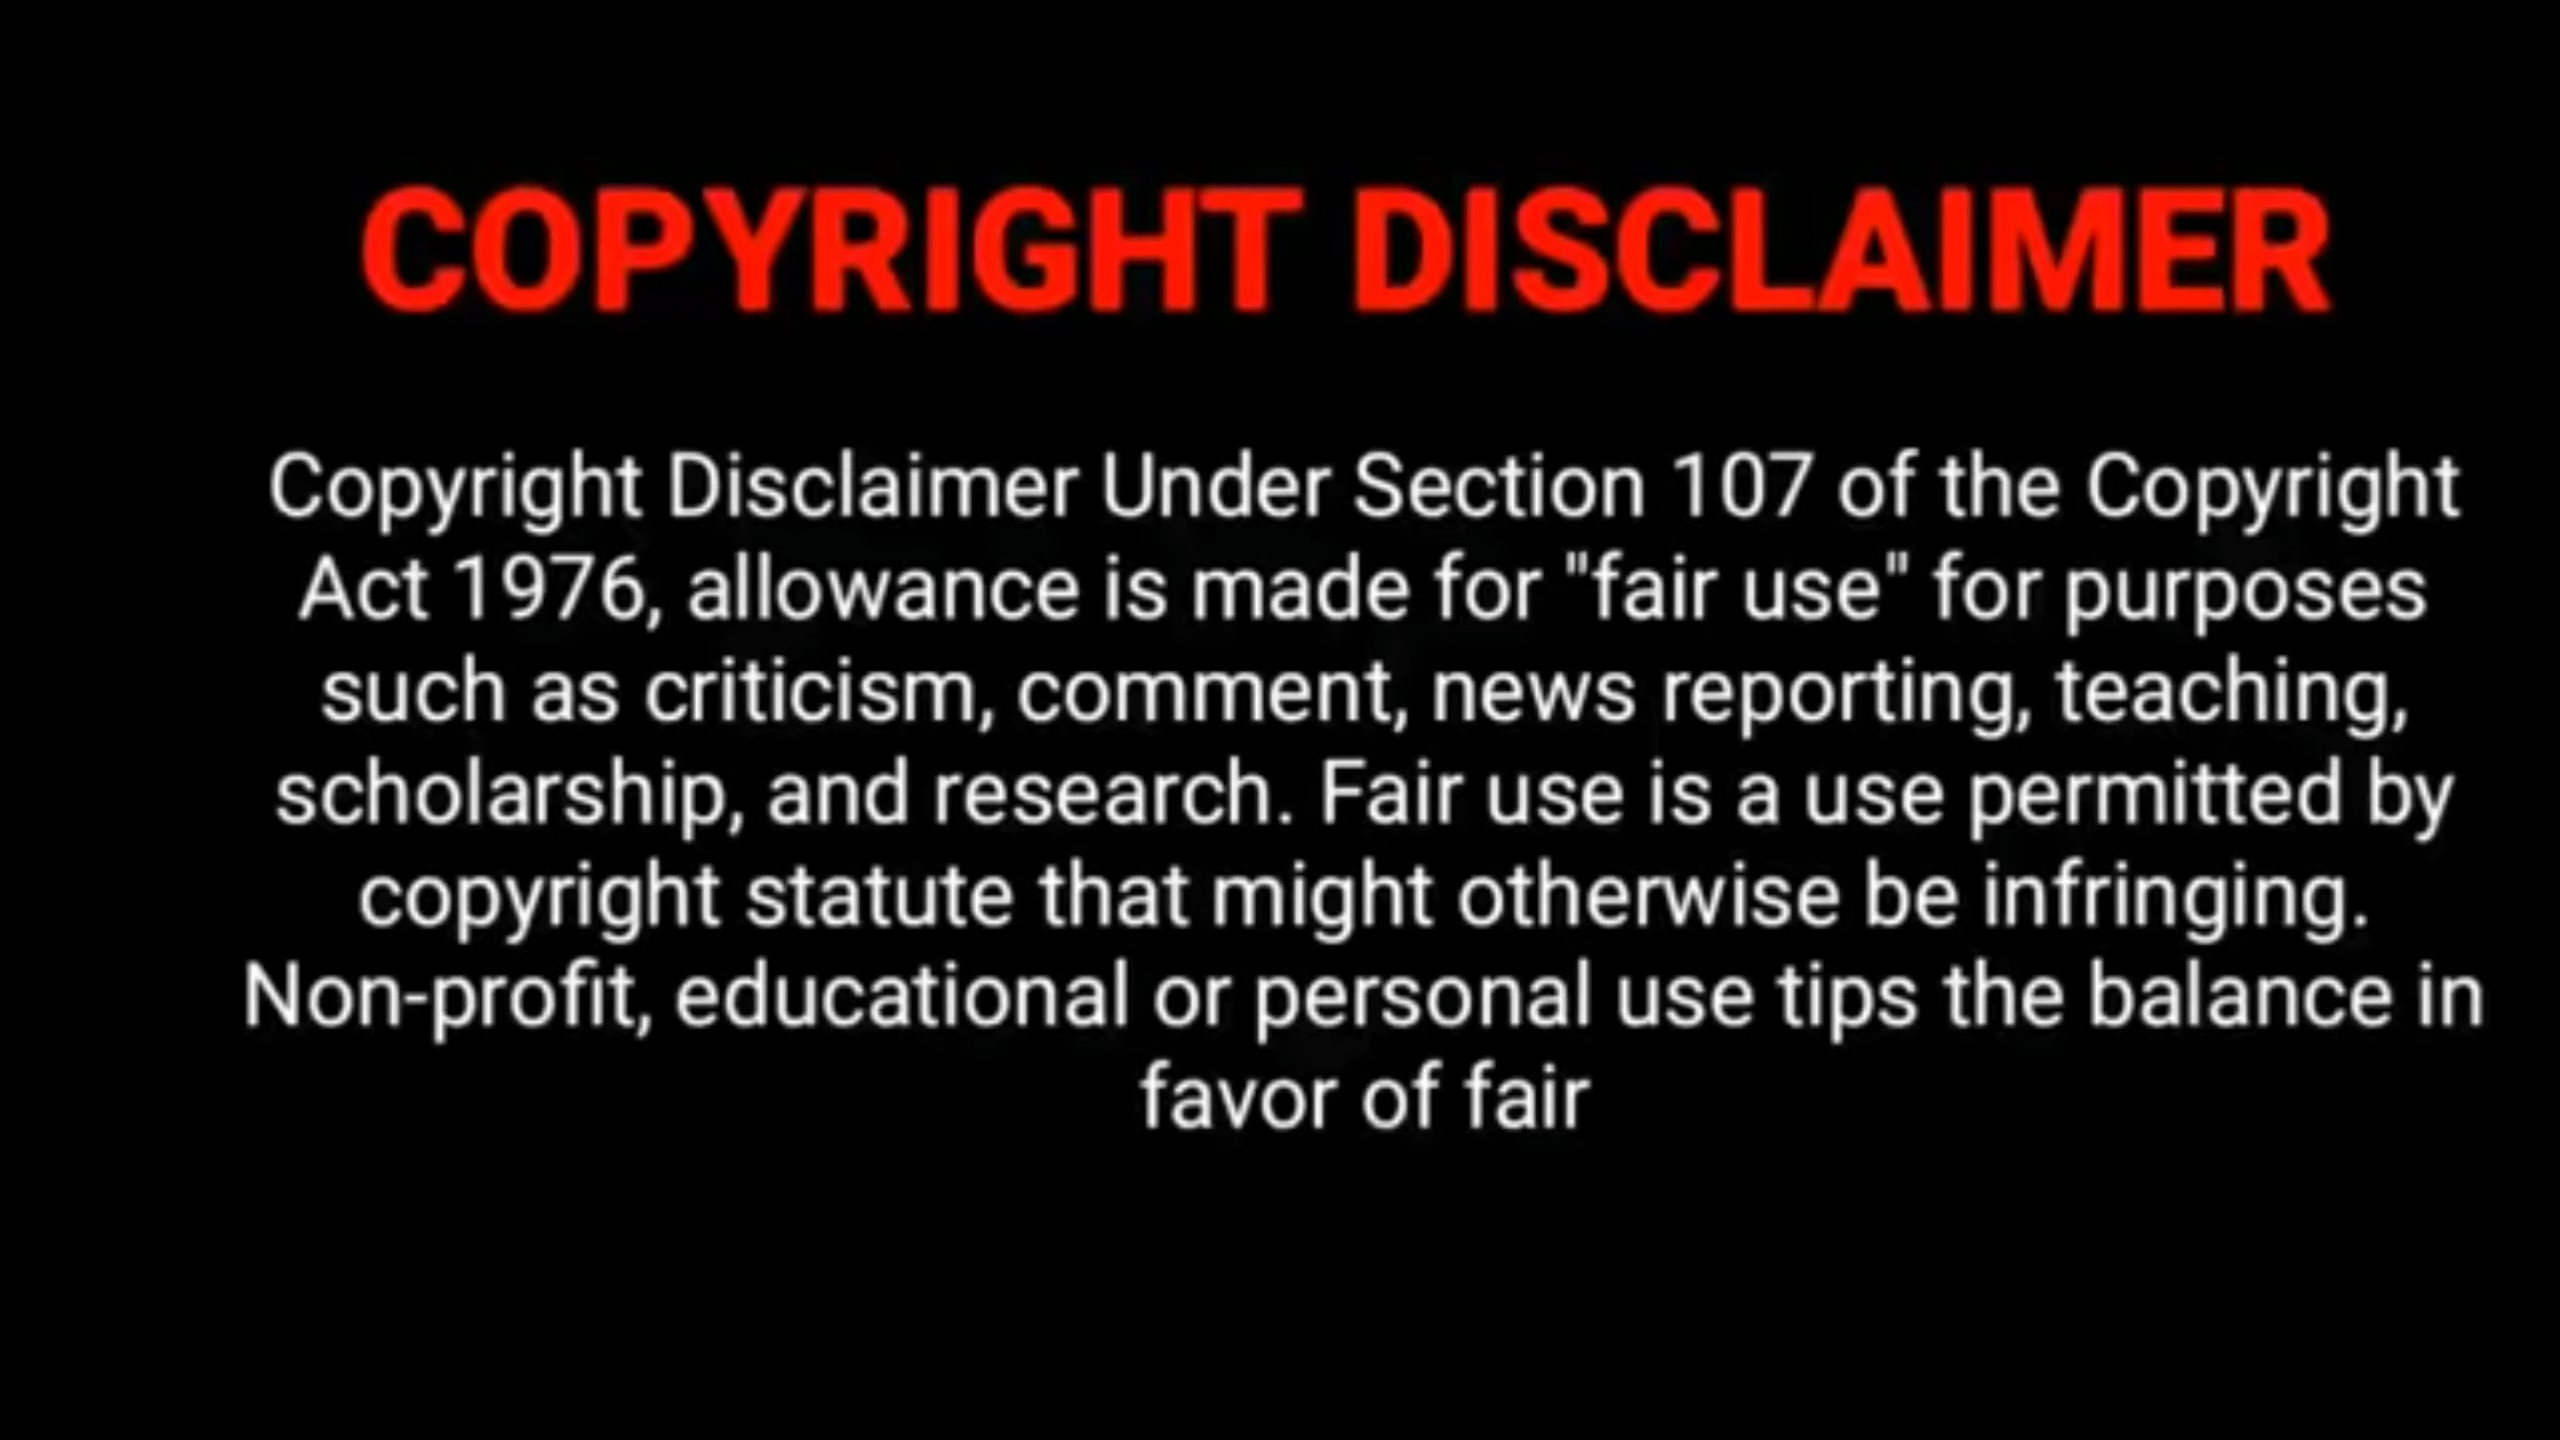 COPYRIGHT DISCLAIMER
Copyright Disclaimer Under Section 107 of the Copyright
Act 1976, allowance is made for "fair use" for purposes
such as criticism, comment, news reporting, teaching,
scholarship, and research. Fair use is a use permitted by
copyright statute that might otherwise be infringing.
Non-profit, educational or personal use tips the balance in
favor of fair